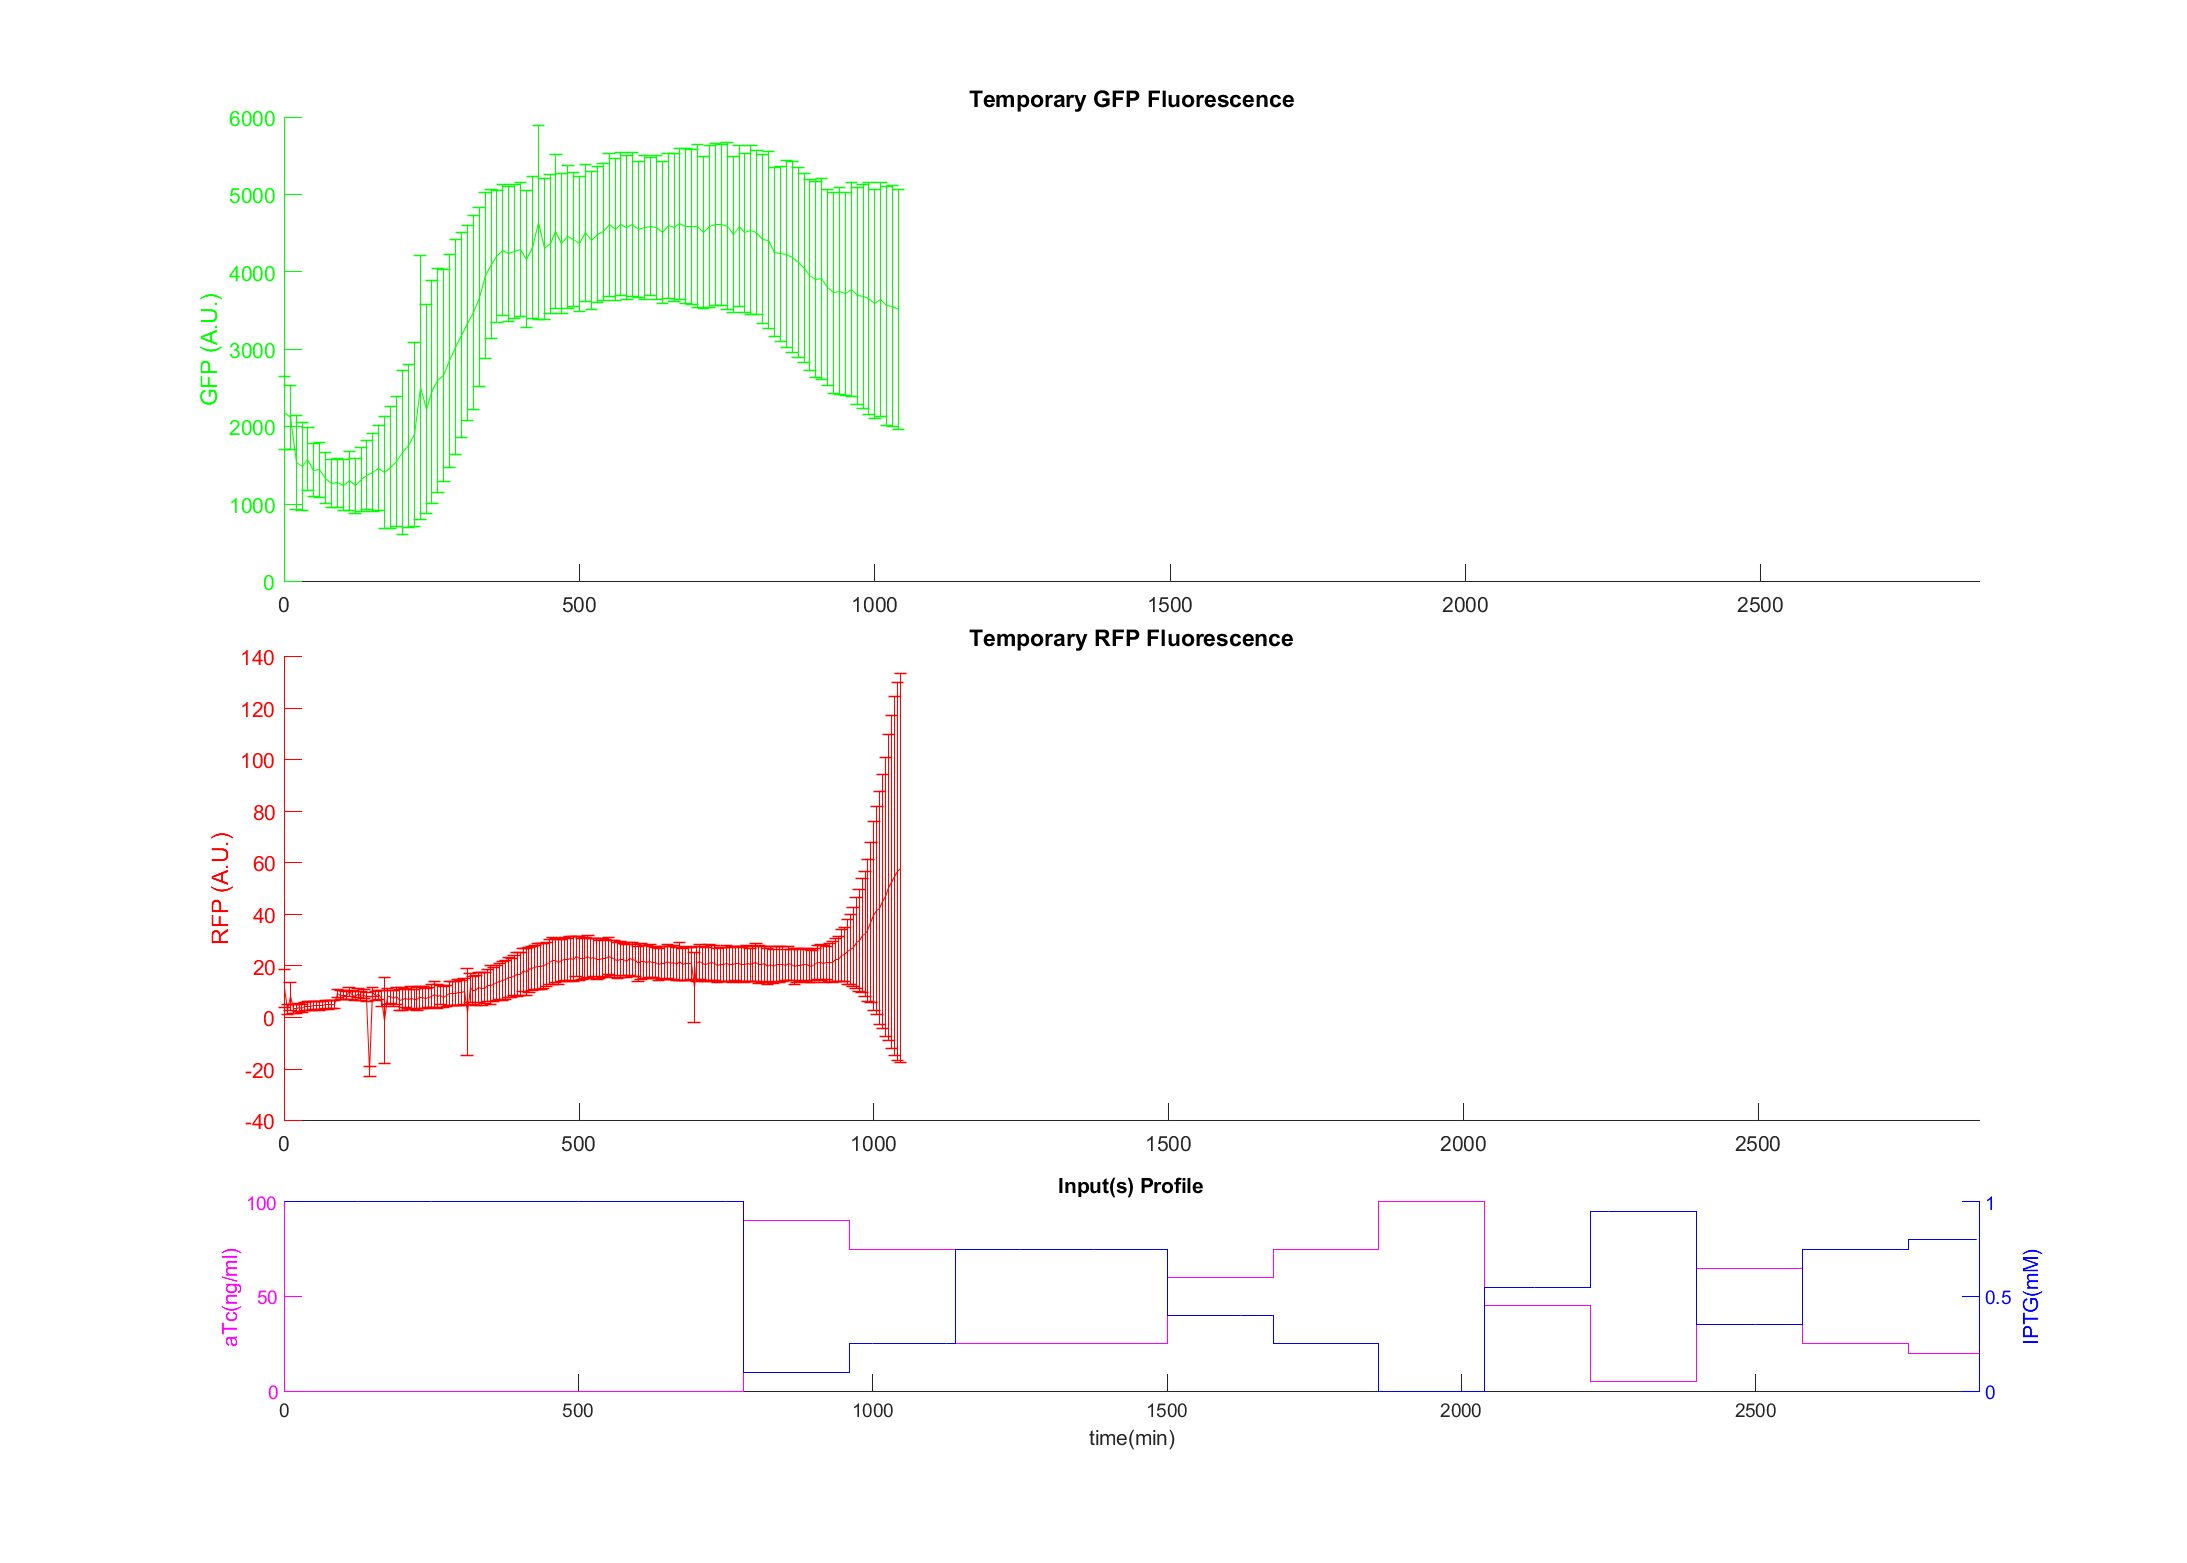 Temporary GFP Fluorescence
GFP (A.U.)
6000
5000
4000
3000
2000
1000
0
0 500 1000 1500 2000 2500
Temporary RFP Fluorescence
RFP (A.U.)
140
120
100
80
60
40
20
0
-20
-40
0 500 1000 1500 2000 2500
Input(s) Profile
aTc(ng/ml)
100
50
0
1
0.5
0
IPTG(mM)
0 500 1000 1500 2000 2500
time(min)